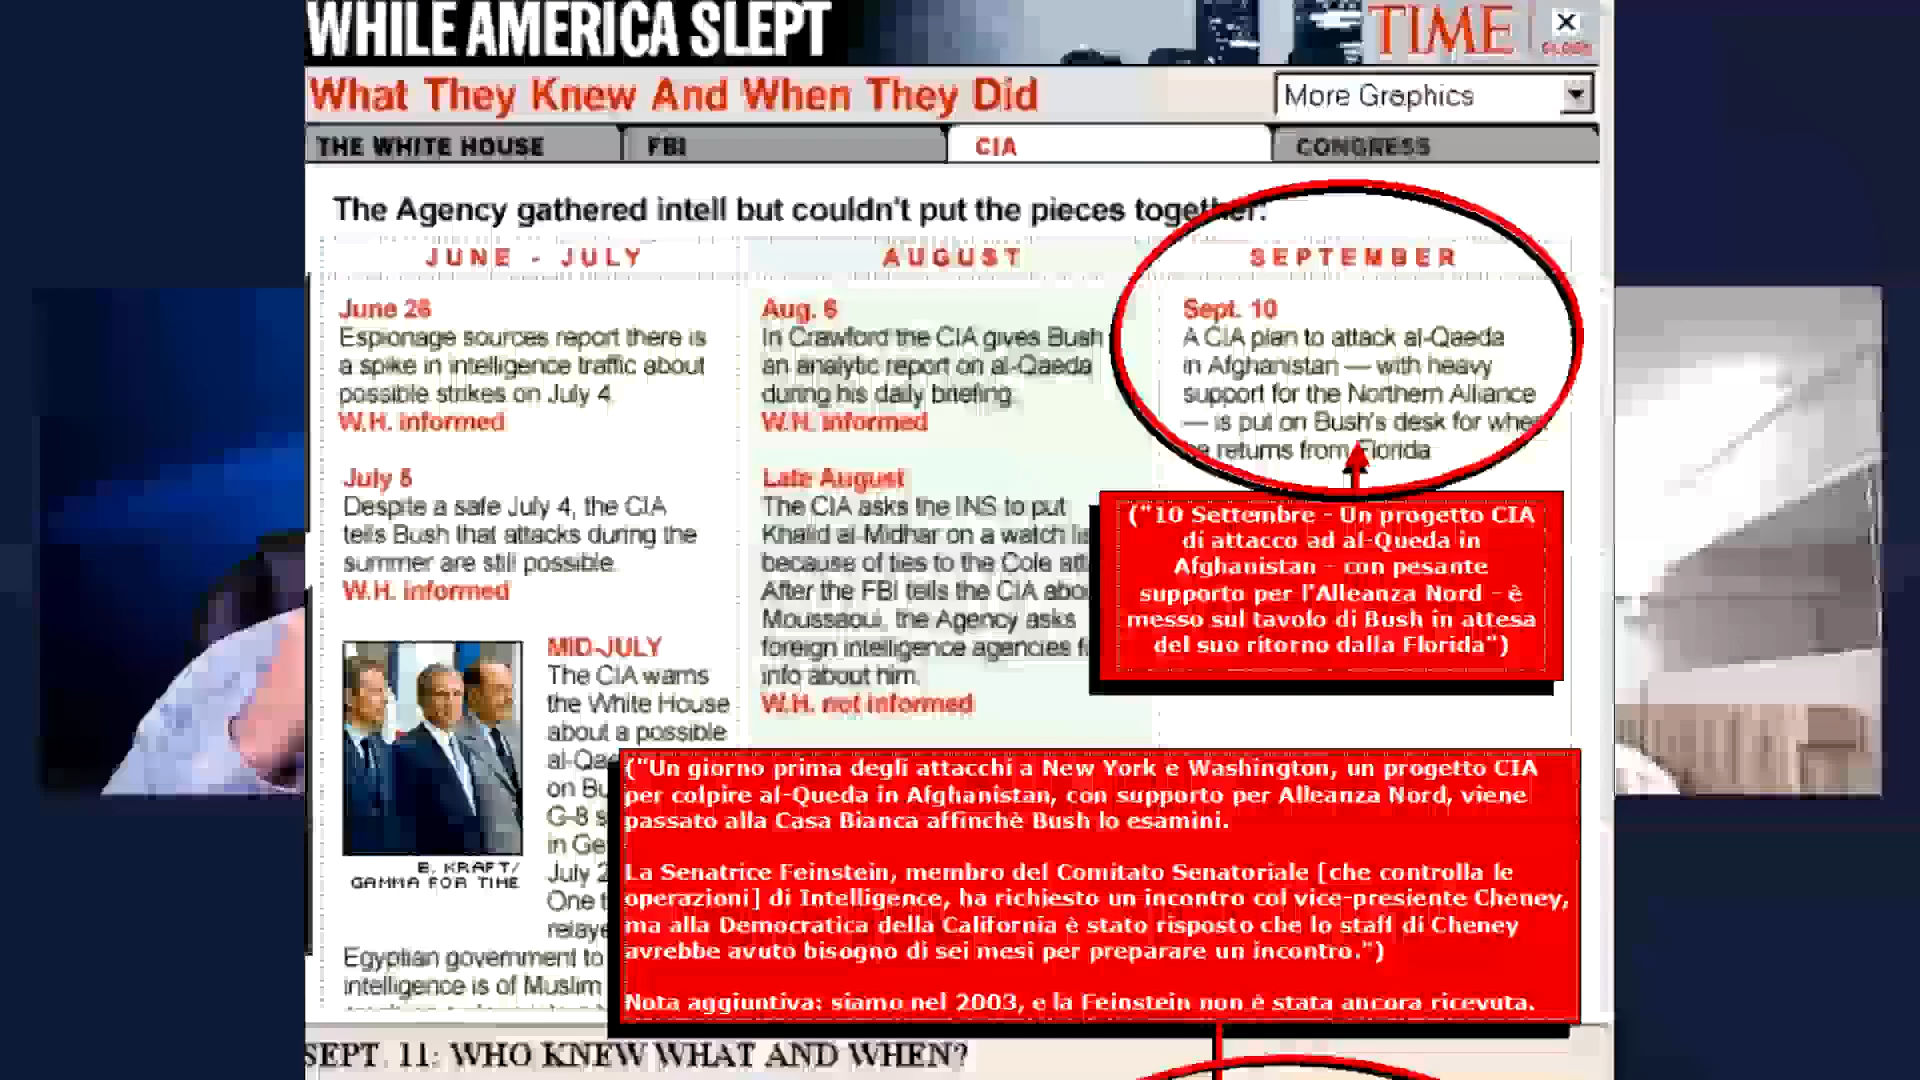 WHILE AMERICA SLEPT
TIME
CLOSE
What They Knew And When They Did
More Graphics
THE WHITE HOUSE
FBI
CIA
CONGRESS
The Agency gathered intell but couldn't put the pieces together.
JUNE - JULY
June 26
Espionage sources report there is
a spike in intelligence traffic about
possible strikes on July 4.
W.H. informed
July 5
Despite a safe July 4, the CIA
tells Bush that attacks during the
summer are still possible.
W.H. informed
MID-JULY
The CIA warns
the White House
about a possible
on
G-8
in
July
One
E. KRAFT/
GAMMA FOR TIME
Egyptian government to
intelligence is of Muslim
AUGUST
Aug. 6
In Crawford the CIA gives Bush
an analytic report on al-Qaeda
during his daily briefing.
W.H. informed
Late August
The CIA asks the INS to put
Khalid al-Midhar on a watch
because of ties to the Cole
After the FBI tells the CIA
Moussaoui, the Agency asks
foreign intelligence agencies
info about him.
W.H. not informed
SEPTEMBER
Sept. 10
A CIA plan to attack al-Qaeda
in Afghanistan — with heavy
support for the Northern Alliance
— is put on Bush's desk for when
returns from Florida
("10 Settembre - Un progetto CIA
di attacco ad al-Queda in
Afghanistan - con pesante
supporto per l'Alleanza Nord - è
messo sul tavolo di Bush in attesa
del suo ritorno dalla Florida")
("Un giorno prima degli attacchi a New York e Washington, un progetto CIA
per colpire al-Queda in Afghanistan, con supporto per Alleanza Nord, viene
passato alla Casa Bianca affinchè Bush lo esamini.
La Senatrice Feinstein, membro del Comitato Senatoriale [che controlla le
operazioni] di Intelligence, ha richiesto un incontro col vice-presiente Cheney,
ma alla Democratica della California è stato risposto che lo staff di Cheney
avrebbe avuto bisogno di sei mesi per preparare un incontro.")
Nota aggiuntiva: siamo nel 2003, e la Feinstein non è stata ancora ricevuta.
SEPT. 11: WHO KNEW WHAT AND WHEN?